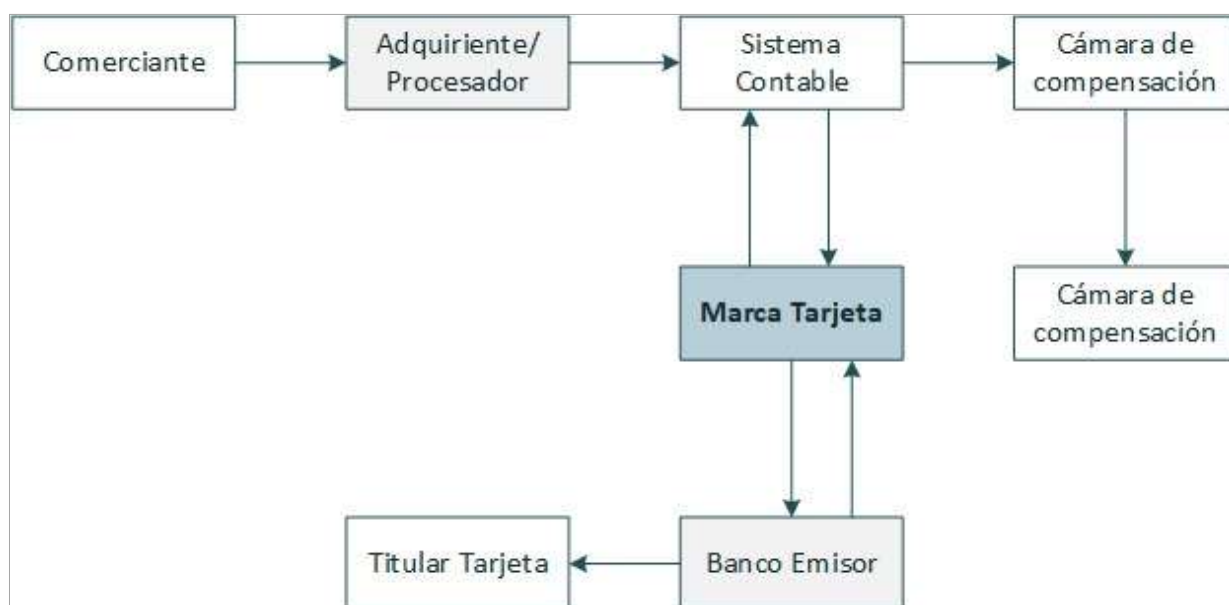 Comerciante
Adquiriente/
Procesador
Sistema
Contable
Cámara de
compensación
Marca Tarjeta
Cámara de
compensación
Titular Tarjeta
Banco Emisor